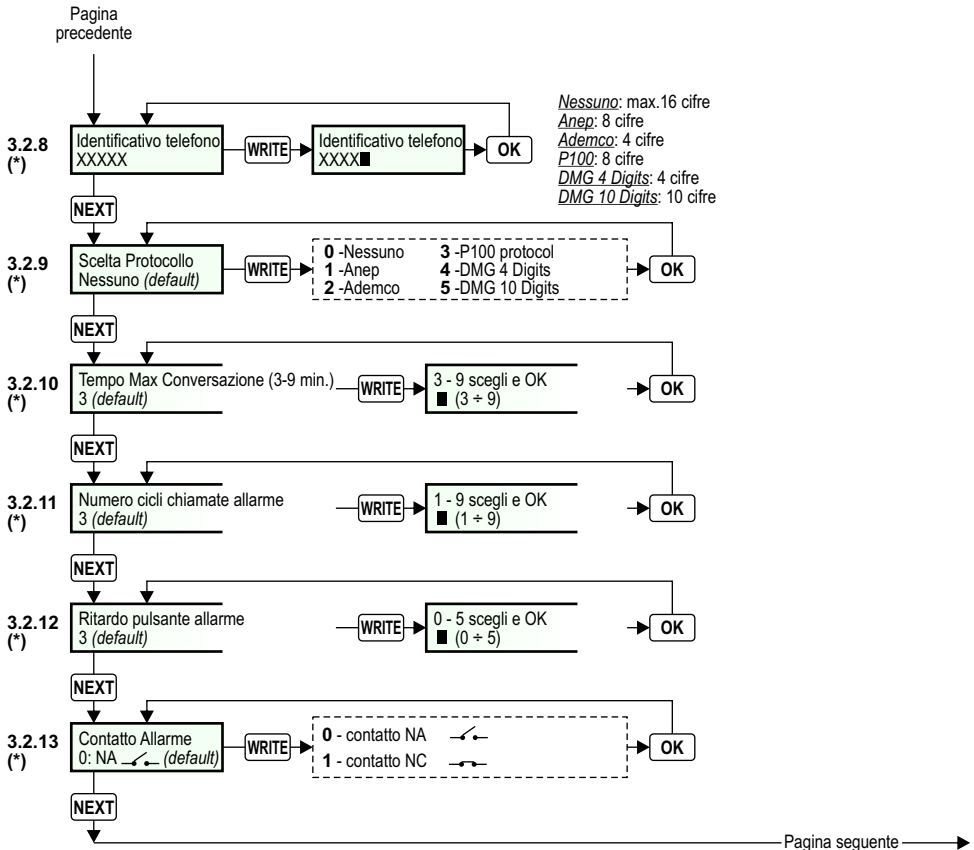 Pagina
precedente
3.2.8
(*)
Identificativo telefono
XXXXX
WRITE
Identificativo telefono
XXXX
OK
Nessuno: max.16 cifre
Anep: 8 cifre
Ademco: 4 cifre
P100: 8 cifre
DMG 4 Digits: 4 cifre
DMG 10 Digits: 10 cifre
NEXT
3.2.9
(*)
Scelta Protocollo
Nessuno (default)
WRITE
0 -Nessuno 3 -P100 protocol
1 -Anep 4 -DMG 4 Digits
2 -Ademco 5 -DMG 10 Digits
OK
NEXT
3.2.10
(*)
Tempo Max Conversazione (3-9 min.)
3 (default)
WRITE
3 - 9 scegli e OK
(3 ÷ 9)
OK
NEXT
3.2.11
(*)
Numero cicli chiamate allarme
3 (default)
WRITE
1 - 9 scegli e OK
(1 ÷ 9)
OK
NEXT
3.2.12
(*)
Ritardo pulsante allarme
3 (default)
WRITE
0 - 5 scegli e OK
(0 ÷ 5)
OK
NEXT
3.2.13
(*)
Contatto Allarme
0: NA (default)
WRITE
0 - contatto NA
1 - contatto NC
OK
NEXT
Pagina seguente